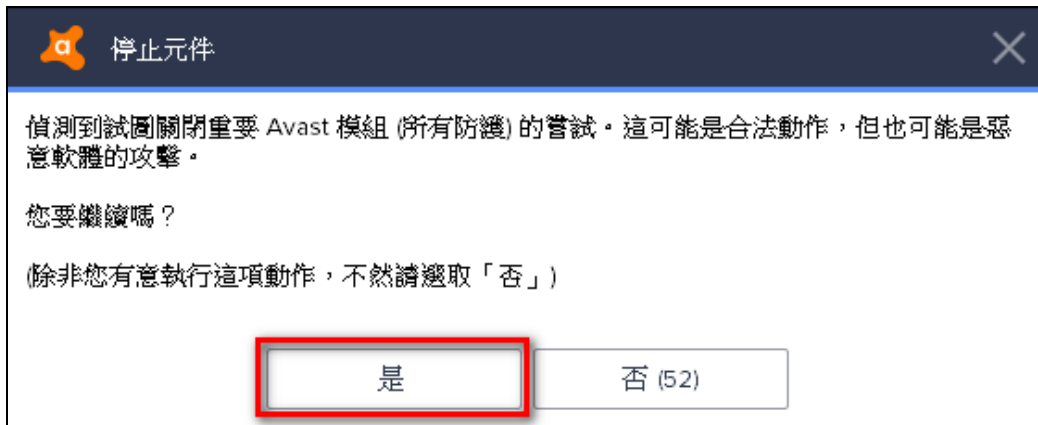 停止元件
偵測到試圖關閉重要 Avast 模組 (所有防護) 的嘗試。這可能是合法動作，但也可能是惡
意軟體的攻擊。
您要繼續嗎？
(除非您有意執行這項動作，不然請選取「否」)
是
否 (52)